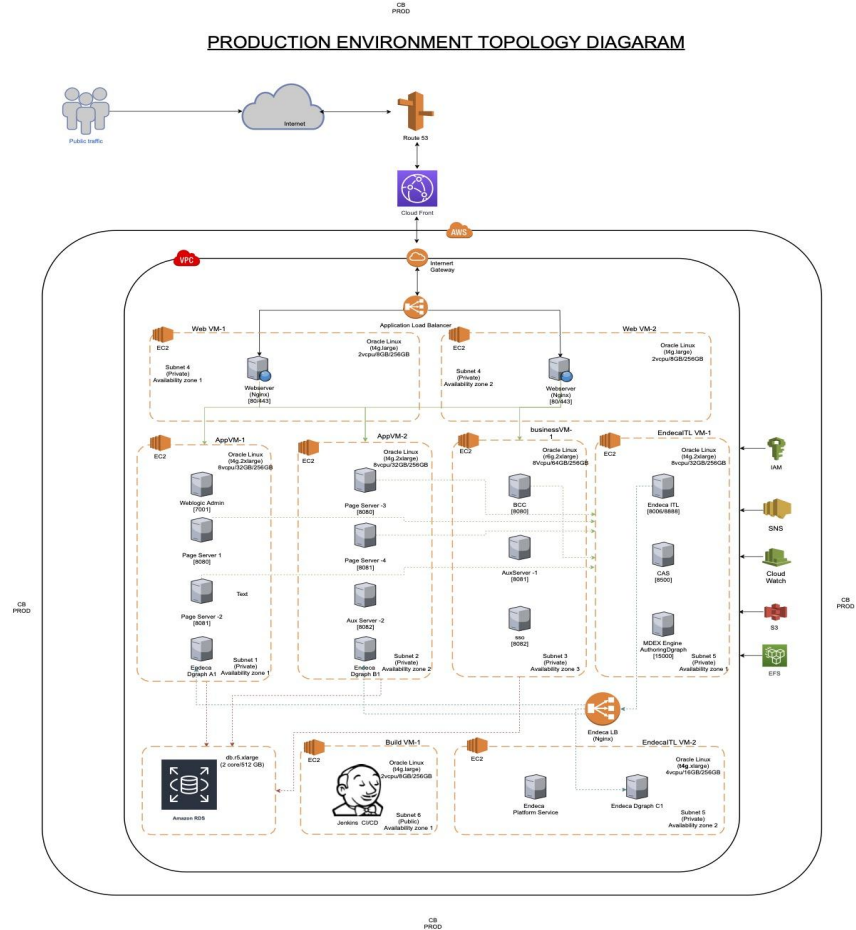 CB
PROD
PRODUCTION ENVIRONMENT TOPOLOGY DIAGARAM
Public traffic
Internet
Route 53
Cloud Front
AWS
VPC
Internert
Gateway
Application Load Balancer
Web VM-1
EC2
Oracle Linux
(t4g.large)
2vcpu/8GB/256GB
Subnet 4
(Private)
Availability zone 1
Webserver
(Nginx)
[80/443]
Web VM-2
EC2
Oracle Linux
(t4g.large)
2vcpu/8GB/256GB
Subnet 4
(Private)
Availability zone 2
Webserver
(Nginx)
[80/443]
AppVM-1
EC2
Oracle Linux
(t4g.2xlarge)
8vcpu/32GB/256GB
Weblogic Admin
[7001]
Page Server 1
[8080]
Page Server -2
[8081]
Text
Endeca
Dgraph A1
Subnet 1
(Private)
Availability zone 1
AppVM-2
EC2
Oracle Linux
(t4g.2xlarge)
8vcpu/32GB/256GB
Page Server -3
[8080]
Page Server -4
[8081]
Aux Server -2
[8082]
Endeca
Dgraph B1
Subnet 2
(Private)
Availability zone 2
businessVM-
1
EC2
Oracle Linux
(r6g.2xlarge)
8Vcpu/64GB/256GB
BCC
[8080]
AuxServer -1
[8081]
sso
[8082]
Subnet 3
(Private)
Availability zone 3
EndecaITL VM-1
EC2
Oracle Linux
(t4g.2xlarge)
8vcpu/32GB/256GB
Endeca ITL
[8006/8888]
CAS
[8500]
MDEX Engine
AuthoringDgraph
[15000]
Subnet 5
(Private)
Availability zone 1
IAM
SNS
Cloud
Watch
S3
EFS
CB
PROD
CB
PROD
Endeca LB
(Nginx)
db.r5.xlarge
(2 core/512 GB)
Amazon RDS
Build VM-1
EC2
Oracle Linux
(t4g.large)
2vcpu/8GB/256GB
Jenkins CI/CD
Subnet 6
(Public)
Availability zone 1
EndecaITL VM-2
EC2
Oracle Linux
(t4g.xlarge)
4vcpu/16GB/256GB
Endeca
Platform Service
Endeca Dgraph C1
Subnet 5
(Private)
Availability zone 2
CB
PROD